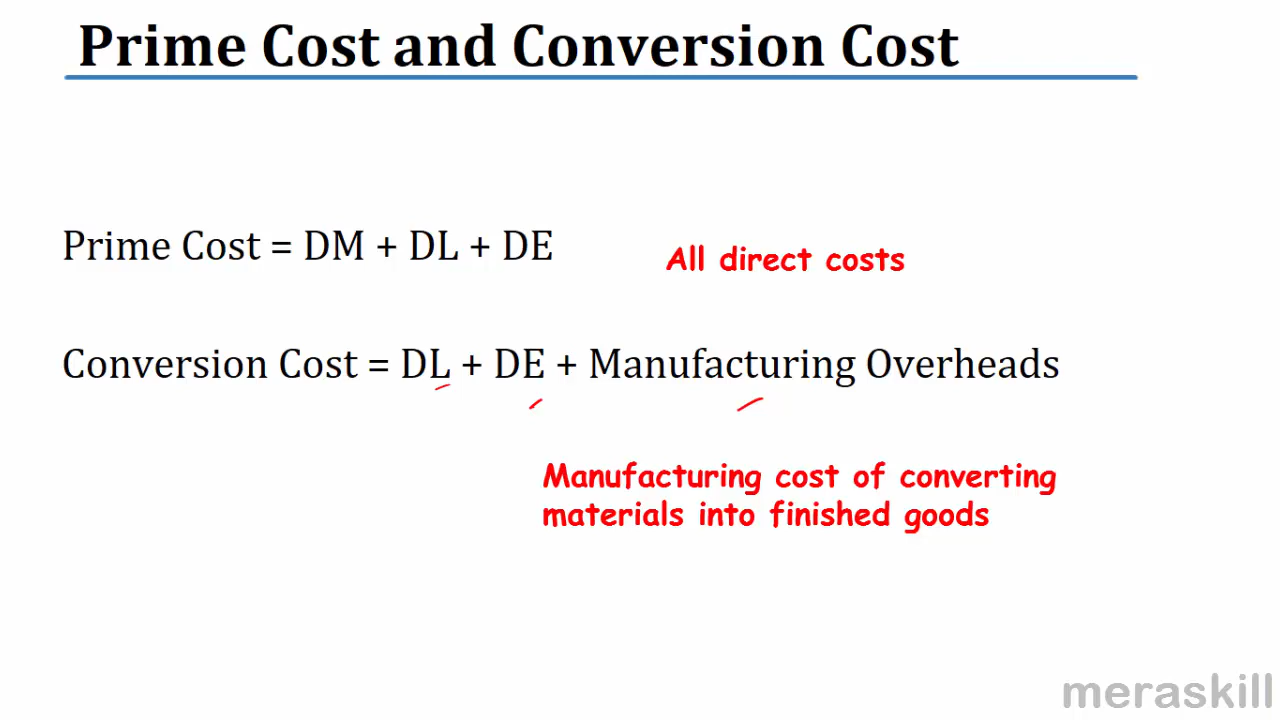 Prime Cost and Conversion Cost
Prime Cost = DM + DL + DE
All direct costs
Conversion Cost = DL + DE + Manufacturing Overheads
Manufacturing cost of converting
materials into finished goods
meraskill